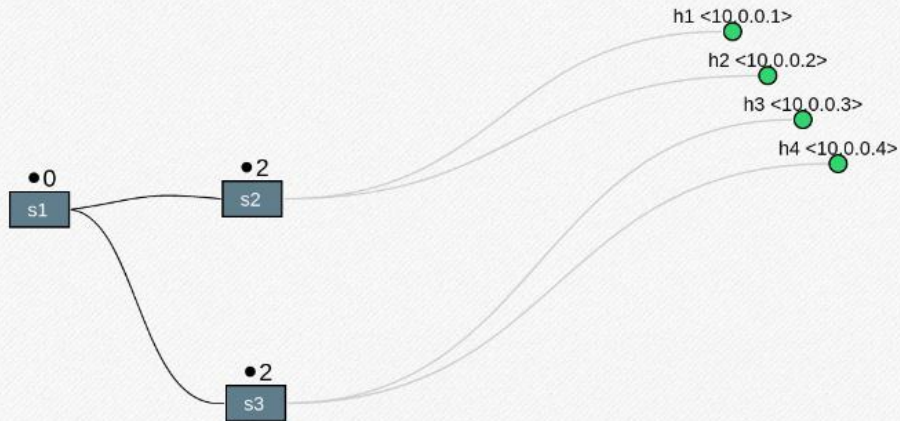 h1 <10.0.0.1>
h2 <10.0.0.2>
h3 <10.0.0.3>
h4 <10.0.0.4>
●0
s1
●2
s2
●2
s3